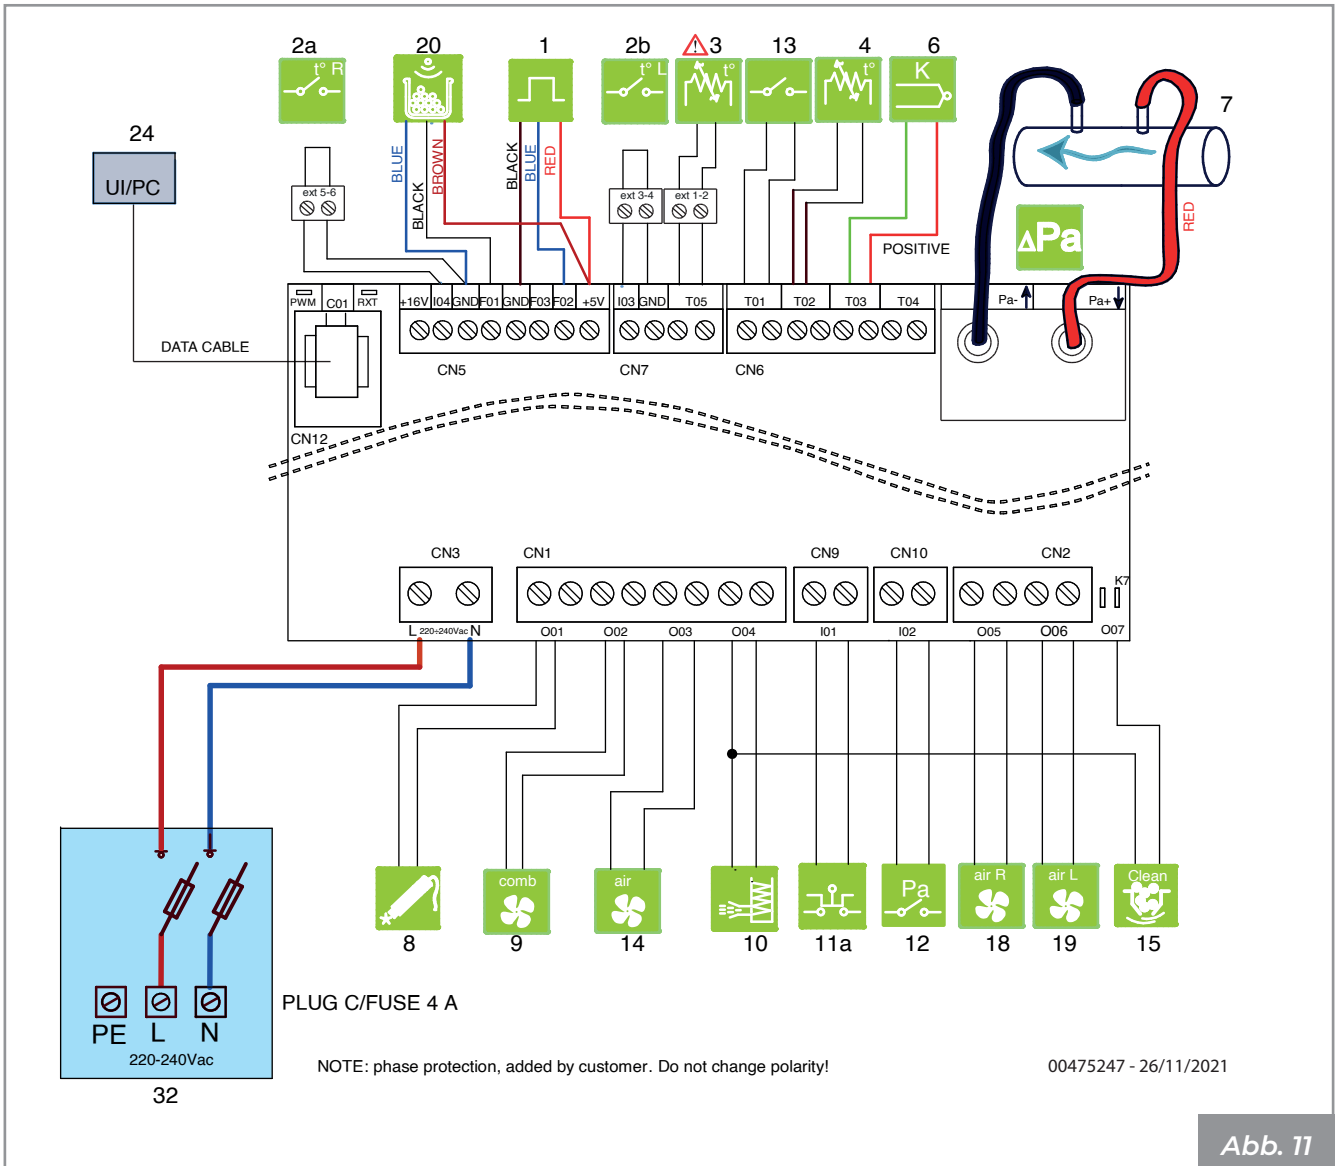 2a 20 1 2b 3 13 4 6
t° R t° L t° t° K
7
24
UI/PC
BLUE
BLACK
BROWN
BLACK
BLUE
RED
ext 5-6 ext 3-4 ext 1-2
POSITIVE
RED
ΔPa
PWM C01 RXT +16V I04 GND F01 GND F03 F02 +5V I03 GND T05 T01 T02 T03 T04 Pa- Pa+
DATA CABLE
CN5 CN7 CN6
CN12
CN3 CN1 CN9 CN10 CN2
K7
L 220÷240Vac N O01 O02 O03 O04 I01 I02 O05 O06 O07
comb air Pa air R air L Clean
8 9 14 10 11a 12 18 19 15
PLUG C/FUSE 4 A
PE L N
220-240Vac
32
NOTE: phase protection, added by customer. Do not change polarity!
00475247 - 26/11/2021
Abb. 11